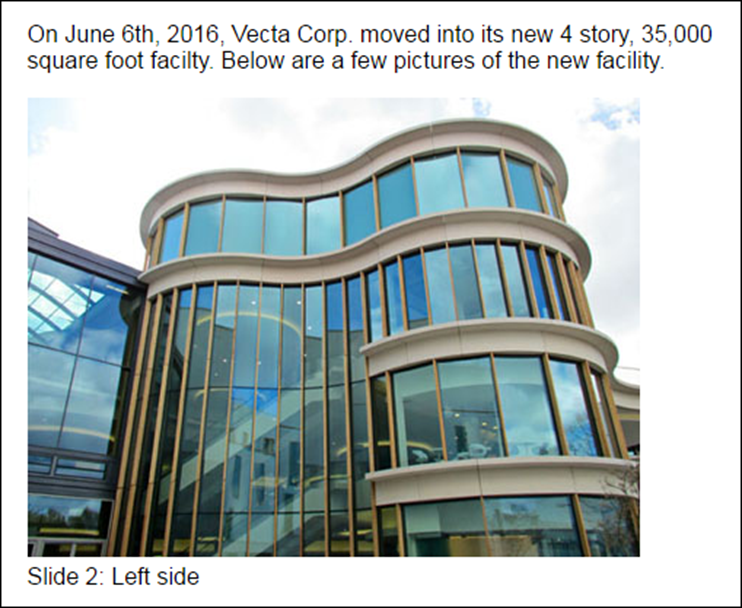 On June 6th, 2016, Vecta Corp. moved into its new 4 story, 35,000
square foot facilty. Below are a few pictures of the new facility.
Slide 2: Left side